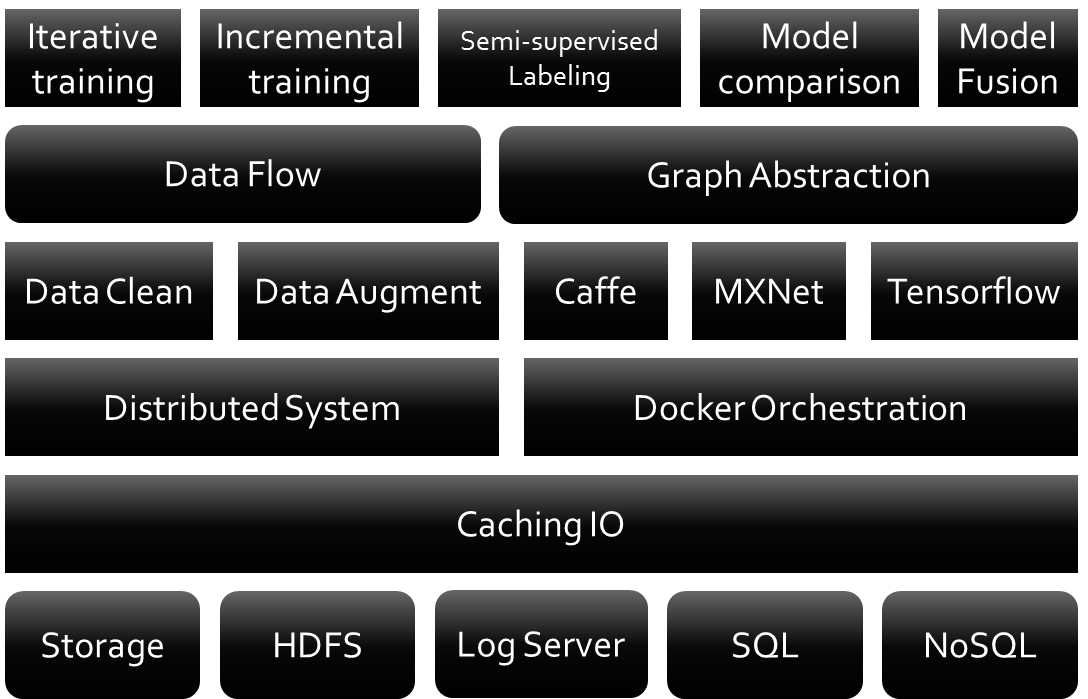 Iterative
training
Incremental
training
Semi-supervised
Labeling
Model
comparison
Model
Fusion
Data Flow
Graph Abstraction
Data Clean
Data Augment
Caffe
MXNet
Tensorflow
Distributed System
Docker Orchestration
Caching IO
Storage
HDFS
Log Server
SQL
NoSQL